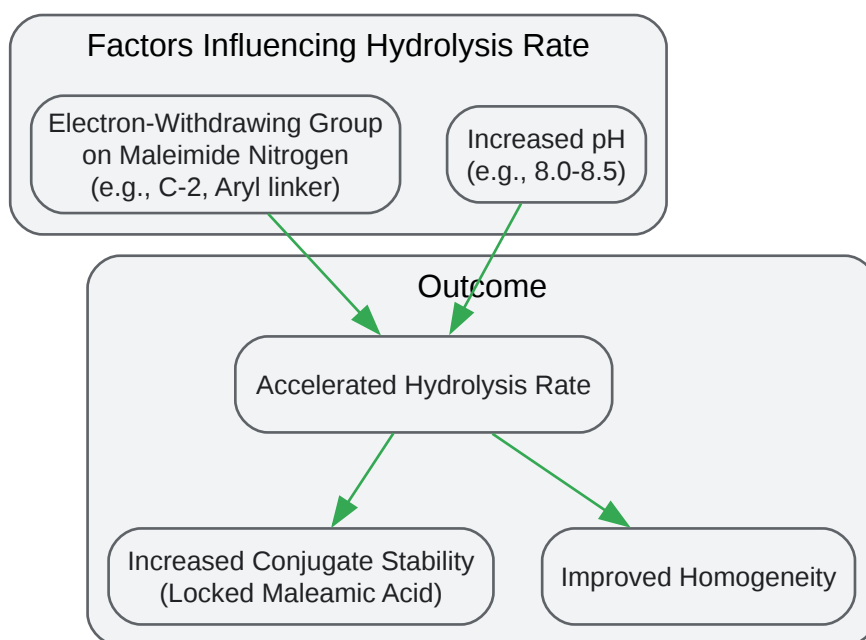 Factors Influencing Hydrolysis Rate
Electron-Withdrawing Group
on Maleimide Nitrogen
(e.g., C-2, Aryl linker)
Increased pH
(e.g., 8.0-8.5)
Outcome
Accelerated Hydrolysis Rate
Increased Conjugate Stability
(Locked Maleamic Acid)
Improved Homogeneity